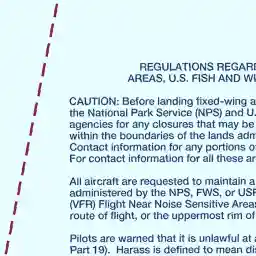 REGULATIONS REGARD
AREAS, U.S. FISH AND WI
CAUTION: Before landing fixed-wing a
the National Park Service (NPS) and U.
agencies for any closures that may be
within the boundaries of the lands adm
Contact information for any portions o
For contact information for all these ar
All aircraft are requested to maintain a
administered by the NPS, FWS, or USF
(VFR) Flight Near Noise Sensitive Areas
route of flight, or the uppermost rim of
Pilots are warned that it is unlawful at a
Part 19). Harass is defined to mean dis